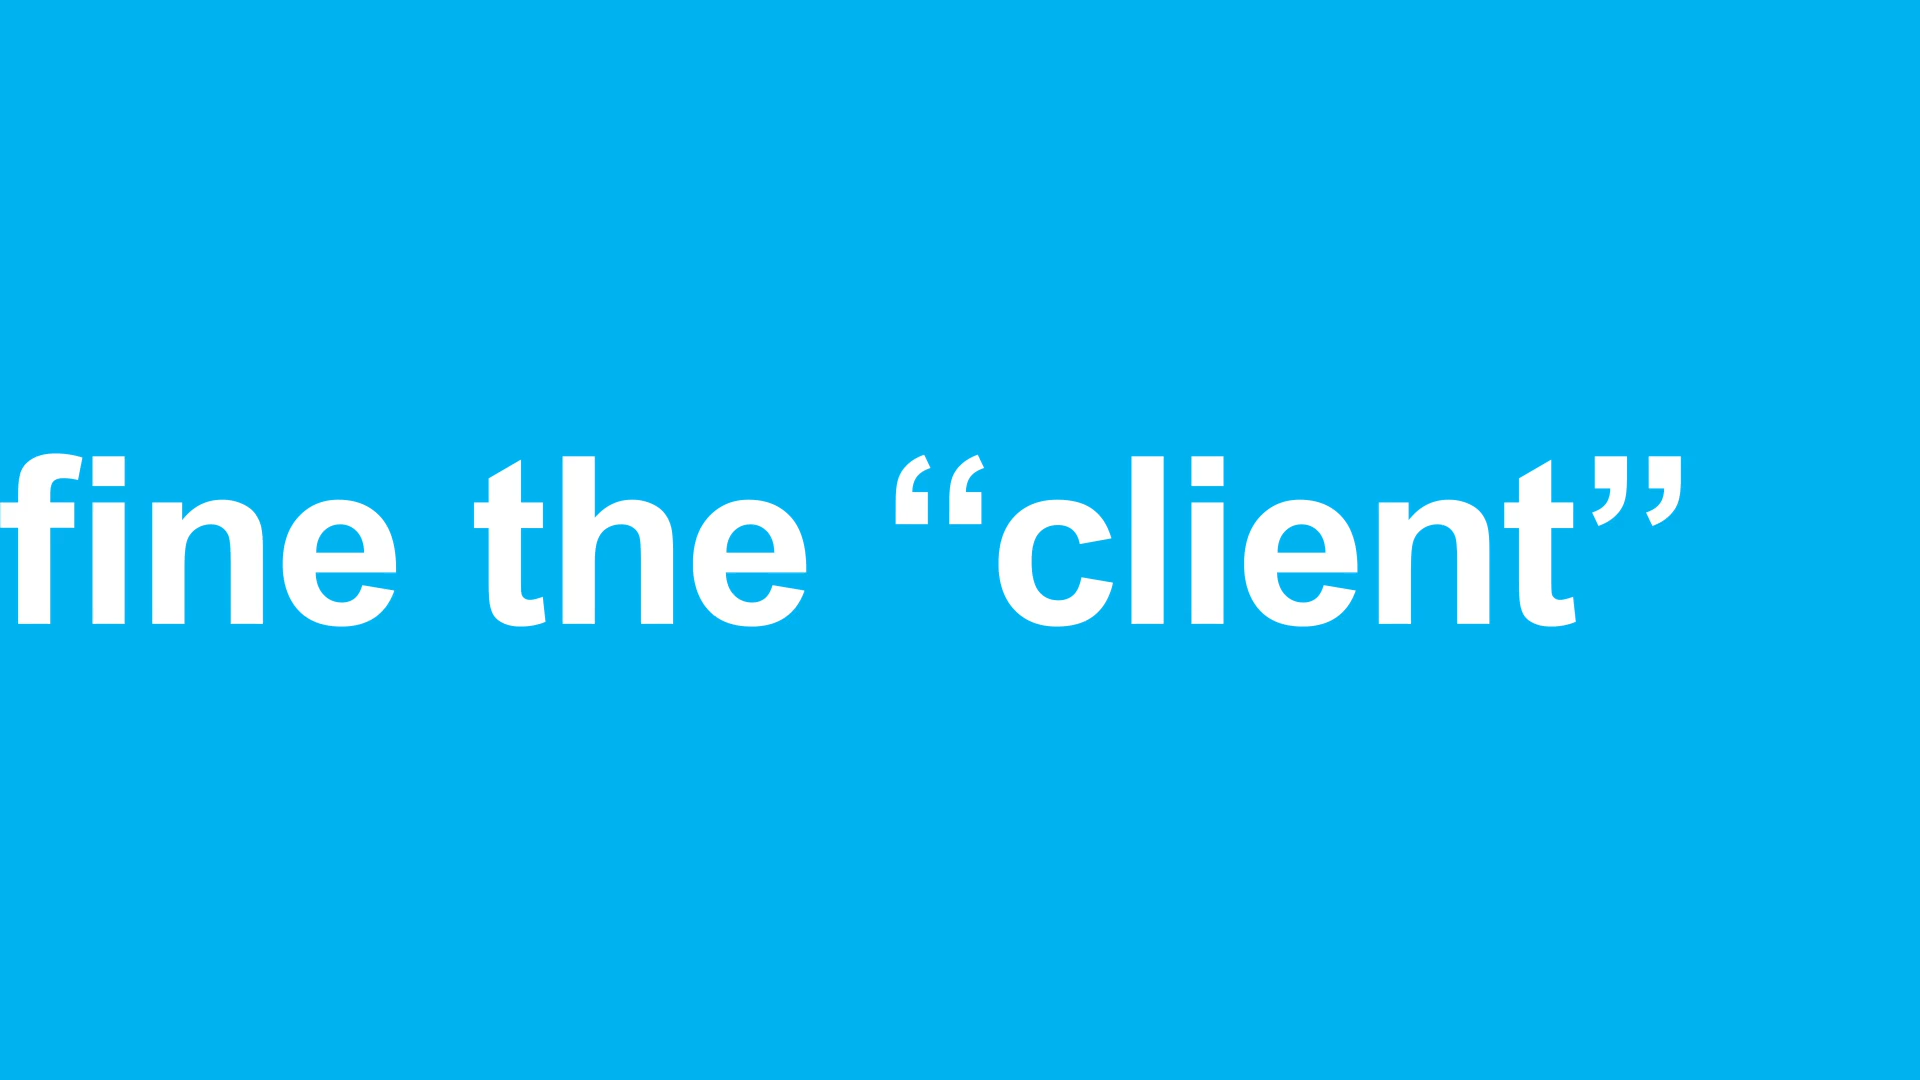 fine the “client”